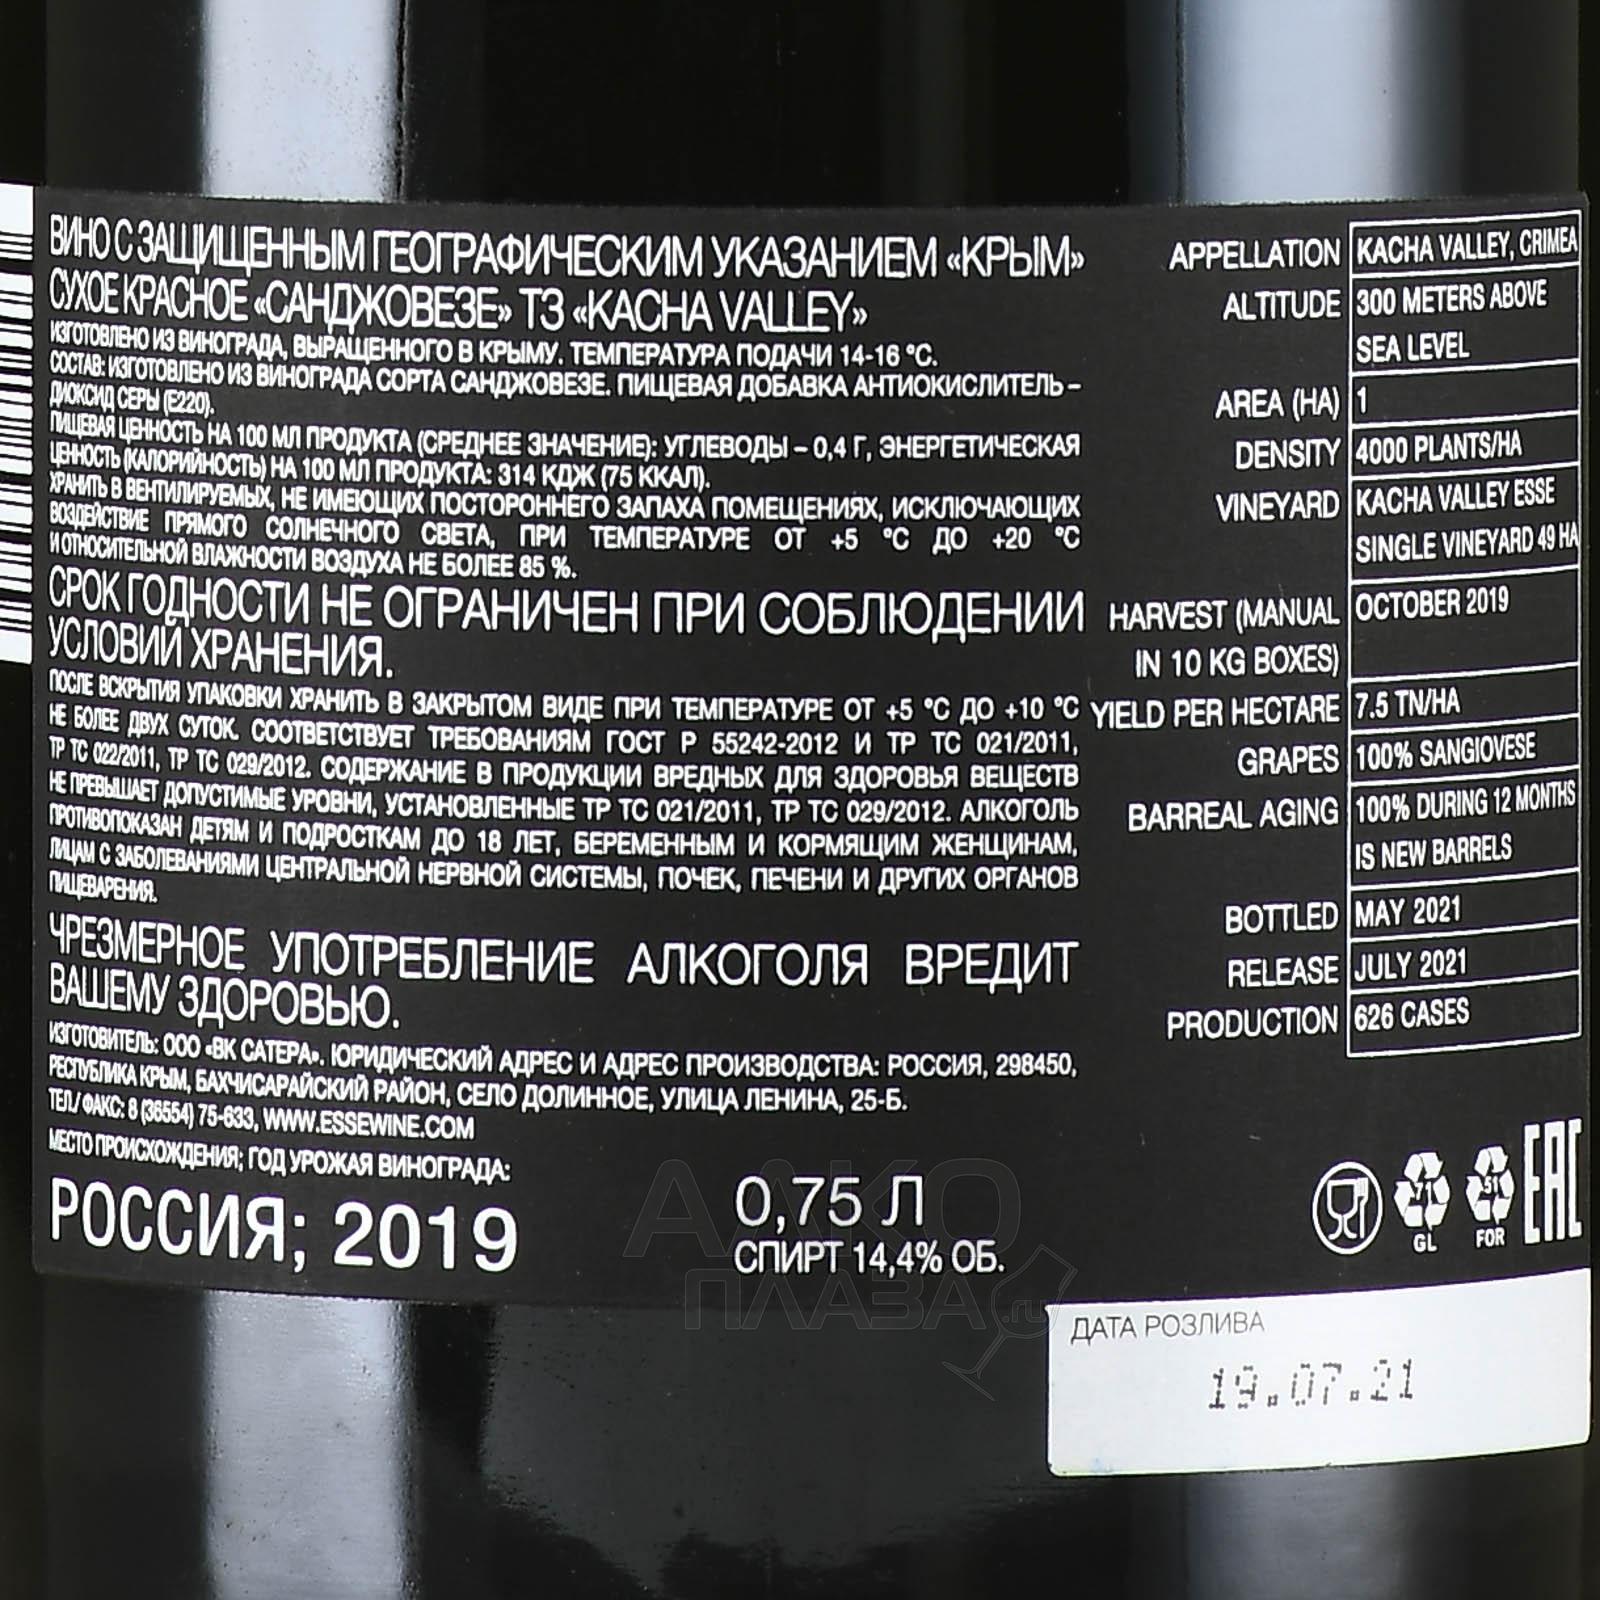 ВИНО С ЗАЩИЩЕННЫМ ГЕОГРАФИЧЕСКИМ УКАЗАНИЕМ «КРЫМ»
СУХОЕ КРАСНОЕ «САНДЖОВЕЗЕ» ТЗ «KACHA VALLEY»
ИЗГОТОВЛЕНО ИЗ ВИНОГРАДА, ВЫРАЩЕННОГО В КРЫМУ. ТЕМПЕРАТУРА ПОДАЧИ 14-16 °C.
СОСТАВ: ИЗГОТОВЛЕНО ИЗ ВИНОГРАДА СОРТА САНДЖОВЕЗЕ. ПИЩЕВАЯ ДОБАВКА АНТИОКИСЛИТЕЛЬ –
ДИОКСИД СЕРЫ (Е220).
ПИЩЕВАЯ ЦЕННОСТЬ НА 100 МЛ ПРОДУКТА (СРЕДНЕЕ ЗНАЧЕНИЕ): УГЛЕВОДЫ – 0,4 Г, ЭНЕРГЕТИЧЕСКАЯ
ЦЕННОСТЬ (КАЛОРИЙНОСТЬ) НА 100 МЛ ПРОДУКТА: 314 КДЖ (75 ККАЛ).
ХРАНИТЬ В ВЕНТИЛИРУЕМЫХ, НЕ ИМЕЮЩИХ ПОСТОРОННЕГО ЗАПАХА ПОМЕЩЕНИЯХ, ИСКЛЮЧАЮЩИХ
ВОЗДЕЙСТВИЕ ПРЯМОГО СОЛНЕЧНОГО СВЕТА, ПРИ ТЕМПЕРАТУРЕ ОТ +5 °C ДО +20 °C
И ОТНОСИТЕЛЬНОЙ ВЛАЖНОСТИ ВОЗДУХА НЕ БОЛЕЕ 85 %.
СРОК ГОДНОСТИ НЕ ОГРАНИЧЕН ПРИ СОБЛЮДЕНИИ
УСЛОВИЙ ХРАНЕНИЯ.
ПОСЛЕ ВСКРЫТИЯ УПАКОВКИ ХРАНИТЬ В ЗАКРЫТОМ ВИДЕ ПРИ ТЕМПЕРАТУРЕ ОТ +5 °C ДО +10 °C
НЕ БОЛЕЕ ДВУХ СУТОК. СООТВЕТСТВУЕТ ТРЕБОВАНИЯМ ГОСТ Р 55242-2012 И ТР ТС 021/2011,
ТР ТС 022/2011, ТР ТС 029/2012. СОДЕРЖАНИЕ В ПРОДУКЦИИ ВРЕДНЫХ ДЛЯ ЗДОРОВЬЯ ВЕЩЕСТВ
НЕ ПРЕВЫШАЕТ ДОПУСТИМЫЕ УРОВНИ, УСТАНОВЛЕННЫЕ ТР ТС 021/2011, ТР ТС 029/2012. АЛКОГОЛЬ
ПРОТИВОПОКАЗАН ДЕТЯМ И ПОДРОСТКАМ ДО 18 ЛЕТ, БЕРЕМЕННЫМ И КОРМЯЩИМ ЖЕНЩИНАМ,
ЛИЦАМ С ЗАБОЛЕВАНИЯМИ ЦЕНТРАЛЬНОЙ НЕРВНОЙ СИСТЕМЫ, ПОЧЕК, ПЕЧЕНИ И ДРУГИХ ОРГАНОВ
ПИЩЕВАРЕНИЯ.
ЧРЕЗМЕРНОЕ УПОТРЕБЛЕНИЕ АЛКОГОЛЯ ВРЕДИТ
ВАШЕМУ ЗДОРОВЬЮ.
ИЗГОТОВИТЕЛЬ: ООО «ВК САТЕРА». ЮРИДИЧЕСКИЙ АДРЕС И АДРЕС ПРОИЗВОДСТВА: РОССИЯ, 298450,
РЕСПУБЛИКА КРЫМ, БАХЧИСАРАЙСКИЙ РАЙОН, СЕЛО ДОЛИННОЕ, УЛИЦА ЛЕНИНА, 25-Б.
ТЕЛ./ ФАКС: 8 (36554) 75-633, WWW.ESSEWINE.COM
МЕСТО ПРОИСХОЖДЕНИЯ; ГОД УРОЖАЯ ВИНОГРАДА:
РОССИЯ; 2019
0,75 Л
СПИРТ 14,4% ОБ.
APPELLATION KACHA VALLEY, CRIMEA
ALTITUDE 300 METERS ABOVE
SEA LEVEL
AREA (HA) 1
DENSITY 4000 PLANTS/HA
VINEYARD KACHA VALLEY ESSE
SINGLE VINEYARD 49 HA
HARVEST (MANUAL OCTOBER 2019
IN 10 KG BOXES)
YIELD PER HECTARE 7.5 TN/HA
GRAPES 100% SANGIOVESE
BARREAL AGING 100% DURING 12 MONTHS
IS NEW BARRELS
BOTTLED MAY 2021
RELEASE JULY 2021
PRODUCTION 626 CASES
71
GL
51
FOR
EAC
АЛКО
ПЛАЗА.ru
ДАТА РОЗЛИВА
19.07.21